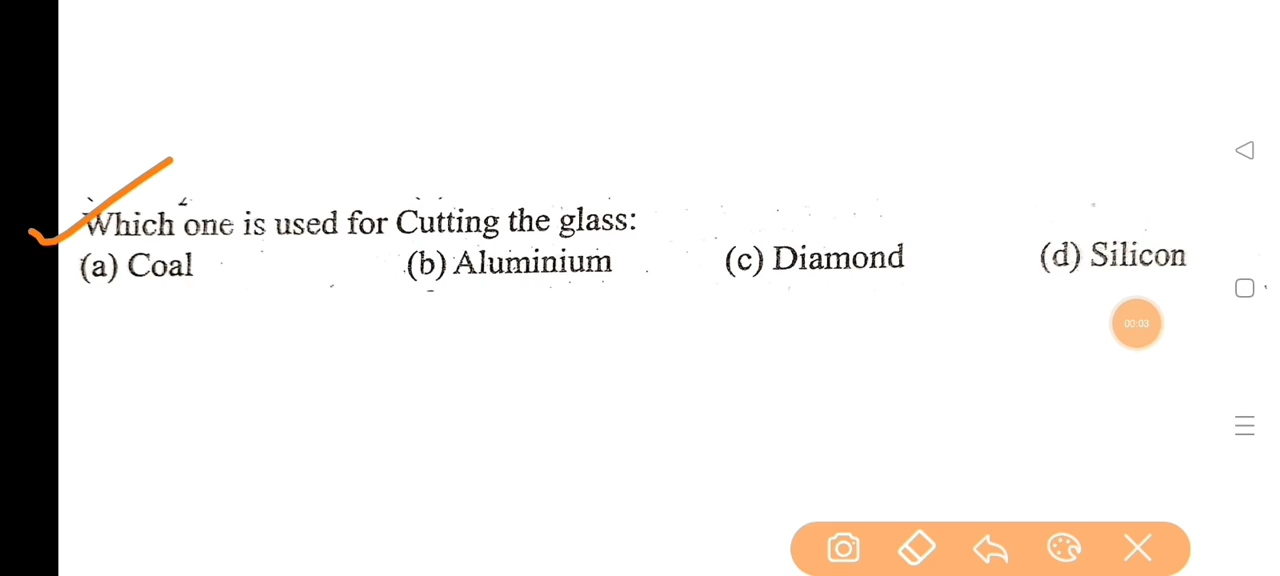 Which one is used for Cutting the glass:
(a) Coal (b) Aluminium (c) Diamond (d) Silicon
00:03